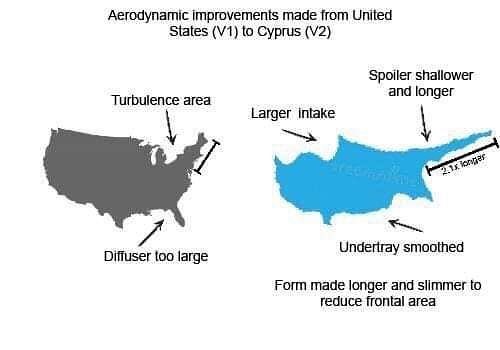 Aerodynamic improvements made from United
States (V1) to Cyprus (V2)
Spoiler shallower
and longer
Turbulence area
Larger  intake
2.1x longer
Diffuser too large
Undertray smoothed
Form made longer and slimmer to
reduce frontal area